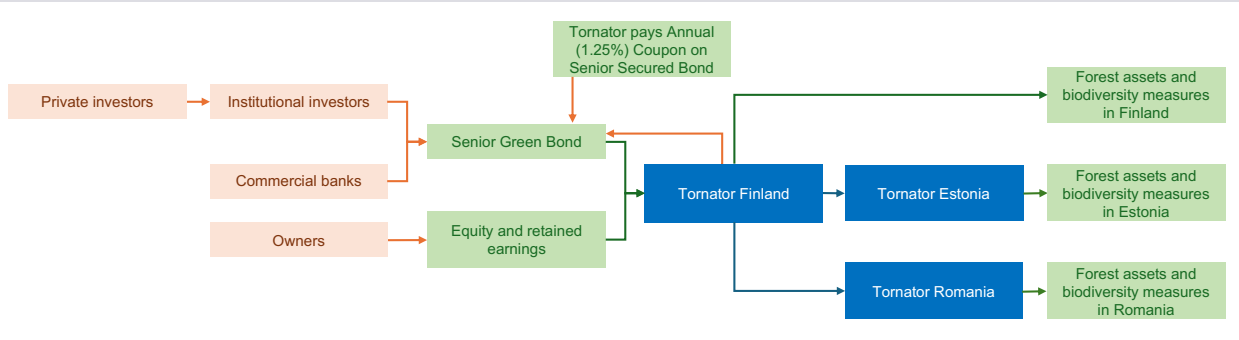 Tornator pays Annual
(1.25%) Coupon on
Senior Secured Bond
Private investors
Institutional investors
Commercial banks
Owners
Senior Green Bond
Equity and retained
earnings
Tornator Finland
Tornator Estonia
Tornator Romania
Forest assets and
biodiversity measures
in Finland
Forest assets and
biodiversity measures
in Estonia
Forest assets and
biodiversity measures
in Romania